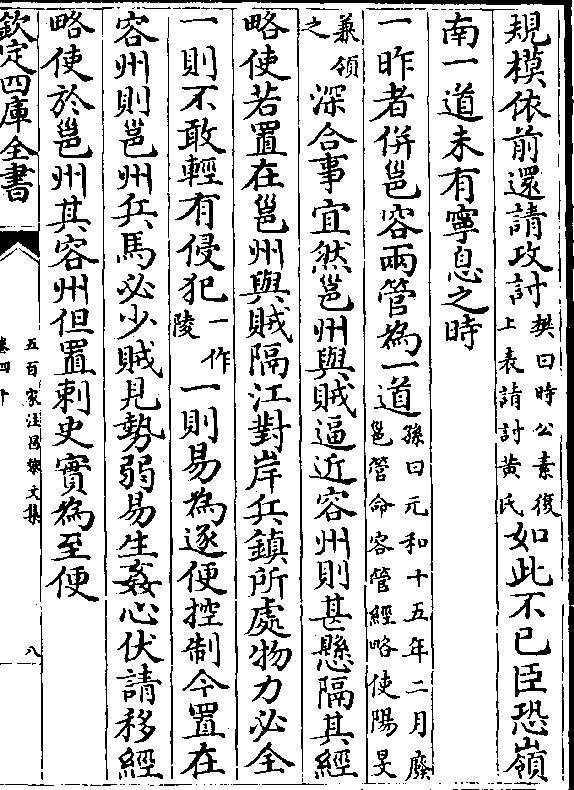 規模依前還請攻討樊曰時公素復上表請討黄氏如此不已臣恐嶺
南一道未有寧息之時
一昨者併邕容兩管為一道孫曰元和十五年二月廢邕管命容管經略使陽旻
兼領之深合事宜然邕州與賊逼近容州則甚懸隔其經
略使若置在邕州與賊隔江對岸兵鎮所處物力必全
一則不敢輕有侵犯一作陵一則易為逐便控制今置在
容州則邕州兵馬必少賊見勢弱易生姦心伏請移經
略使於邕州其容州但置刺史實為至便
欽定四庫全書
五百家注昌黎文集
卷四十
八